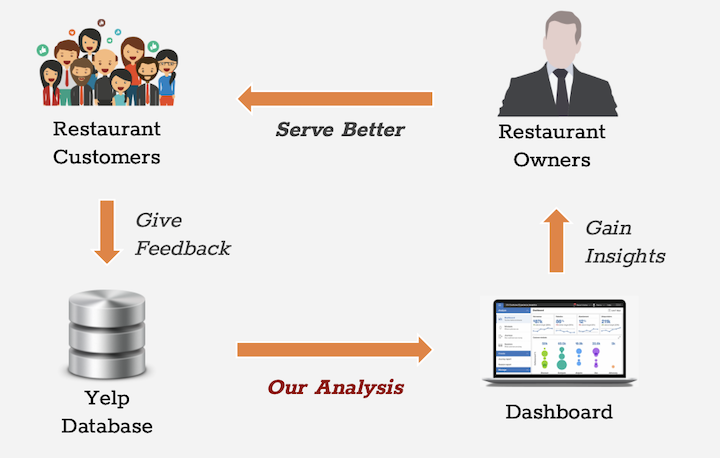 Restaurant
Customers
Serve Better
Restaurant
Owners
Give
Feedback
Gain
Insights
Our Analysis
Yelp
Database
Dashboard